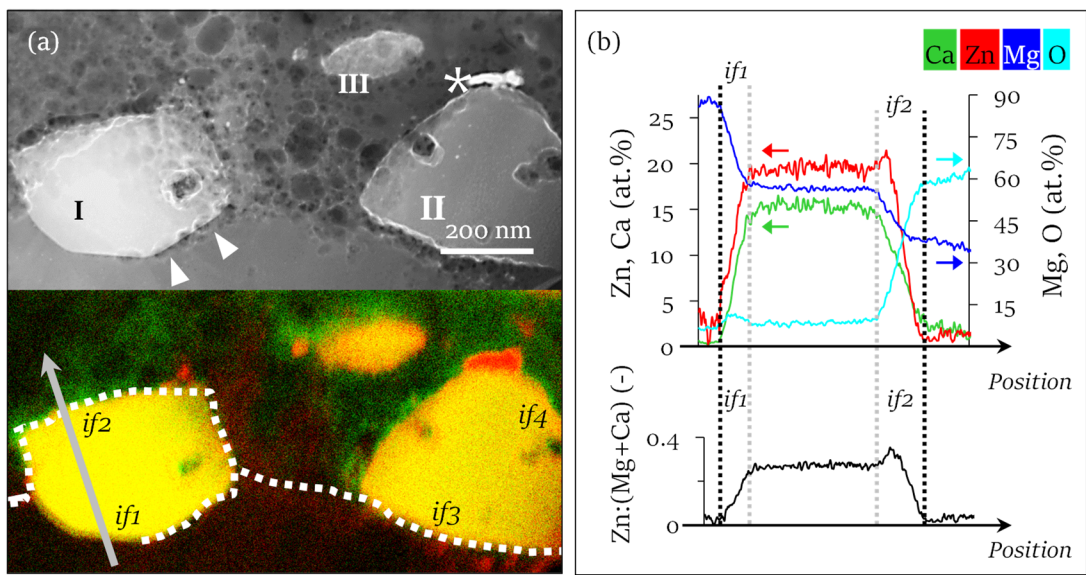 (a)
I
II
III
*
200 nm
if2
if1
if3
if4
(b)
Ca Zn Mg O
if1
if2
Zn, Ca (at.%)
25
20
15
10
5
0
90
75
60
45
30
15
Mg, O (at.%)
Position
if1
if2
Zn:(Mg+Ca) (-)
0.4
0
Position